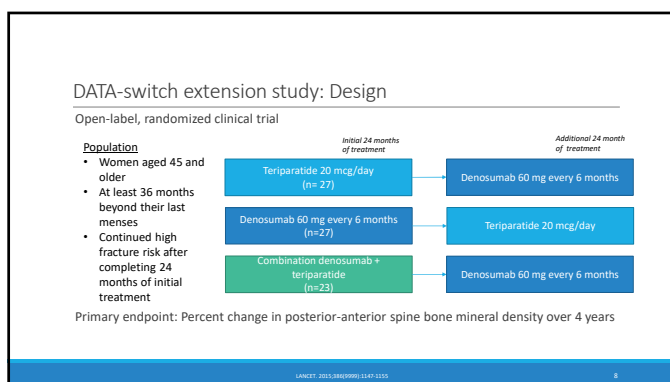 DATA-switch extension study: Design
Open-label, randomized clinical trial
Population
• Women aged 45 and
older
• At least 36 months
beyond their last
menses
• Continued high
fracture risk after
completing 24
months of initial
treatment
Initial 24 months
of treatment
Additional 24 month
of treatment
Teriparatide 20 mcg/day
(n= 27)
Denosumab 60 mg every 6 months
Denosumab 60 mg every 6 months
(n=27)
Teriparatide 20 mcg/day
Combination denosumab +
teriparatide
(n=23)
Denosumab 60 mg every 6 months
Primary endpoint: Percent change in posterior-anterior spine bone mineral density over 4 years
LANCET. 2015;386(9999):1147-1155
8